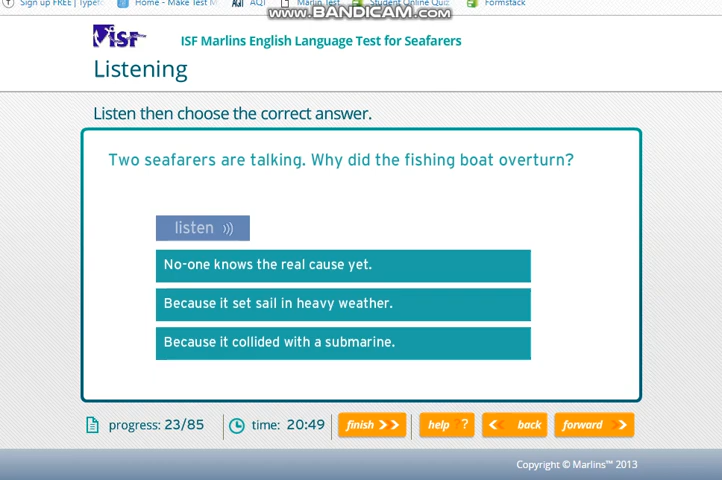 Sign up FREE | Typef
Home - Make Test M
AQI
AQI
Marlin Test
Student Online Quiz
Formstack
www.BANDICAM.com
ISF
ISF Marlins English Language Test for Seafarers
Listening
Listen then choose the correct answer.
Two seafarers are talking. Why did the fishing boat overturn?
listen
No-one knows the real cause yet.
Because it set sail in heavy weather.
Because it collided with a submarine.
progress: 23/85
time: 20:49
finish >>
help ??
<< back
forward >>
Copyright © Marlins™ 2013